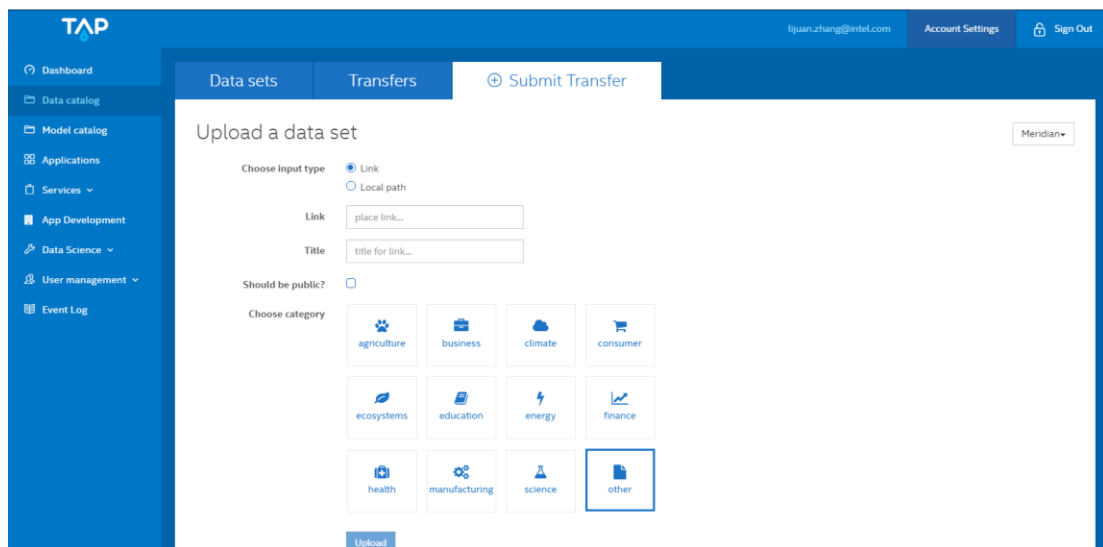 TAP
lijuan.zhang@intel.com
Account Settings
Sign Out
Dashboard
Data catalog
Model catalog
Applications
Services
App Development
Data Science
User management
Event Log
Data sets
Transfers
Submit Transfer
Upload a data set
Meridian
Choose input type
Link
Local path
Link
place link...
Title
title for link...
Should be public?
Choose category
agriculture
business
climate
consumer
ecosystems
education
energy
finance
health
manufacturing
science
other
Upload